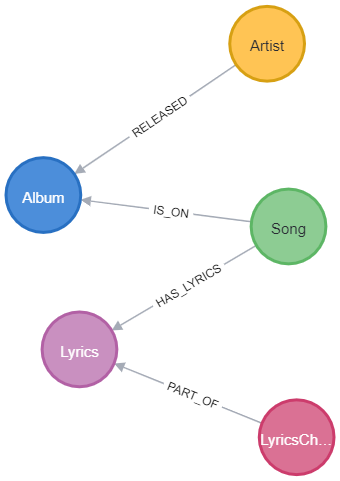 Artist
RELEASED
Album
IS_ON
Song
HAS_LYRICS
Lyrics
PART_OF
LyricsCh...